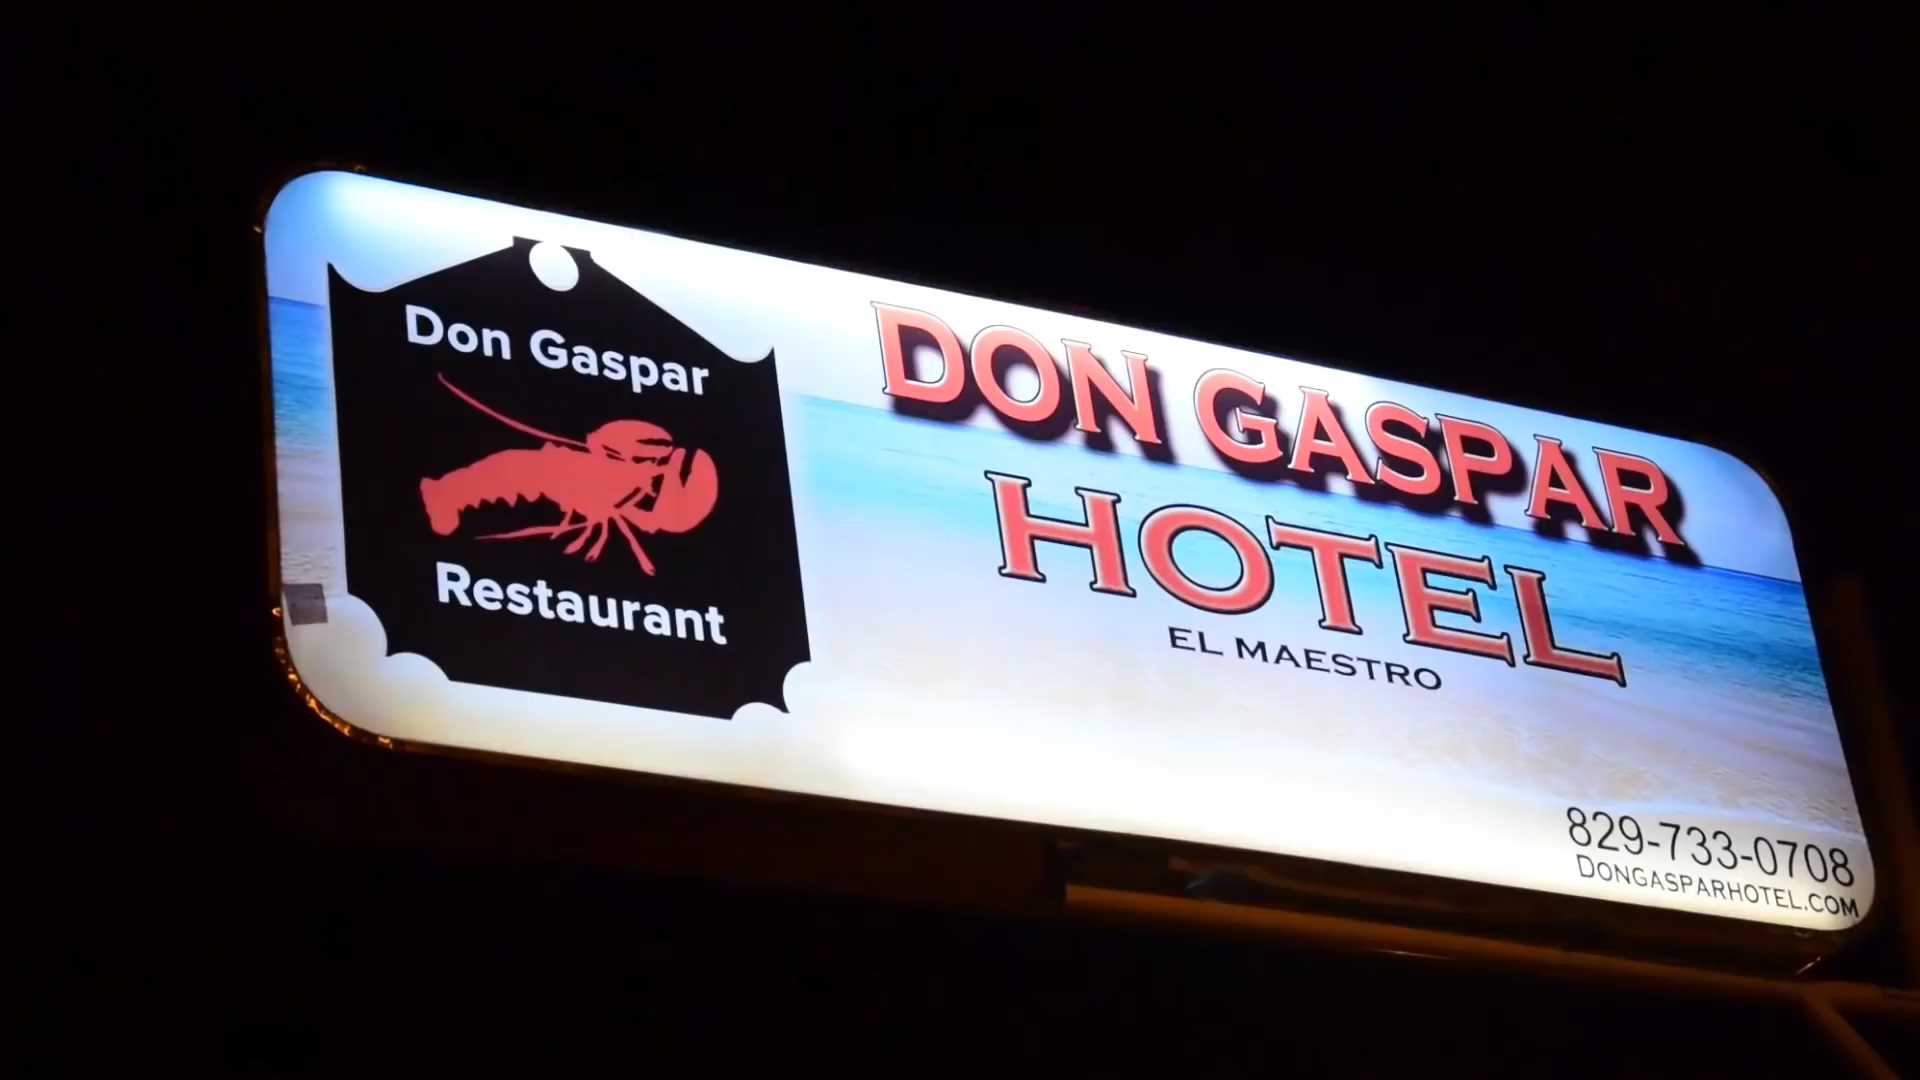 Don Gaspar
Restaurant
DON GASPAR
HOTEL
EL MAESTRO
829-733-0708
DONGASPARHOTEL.COM